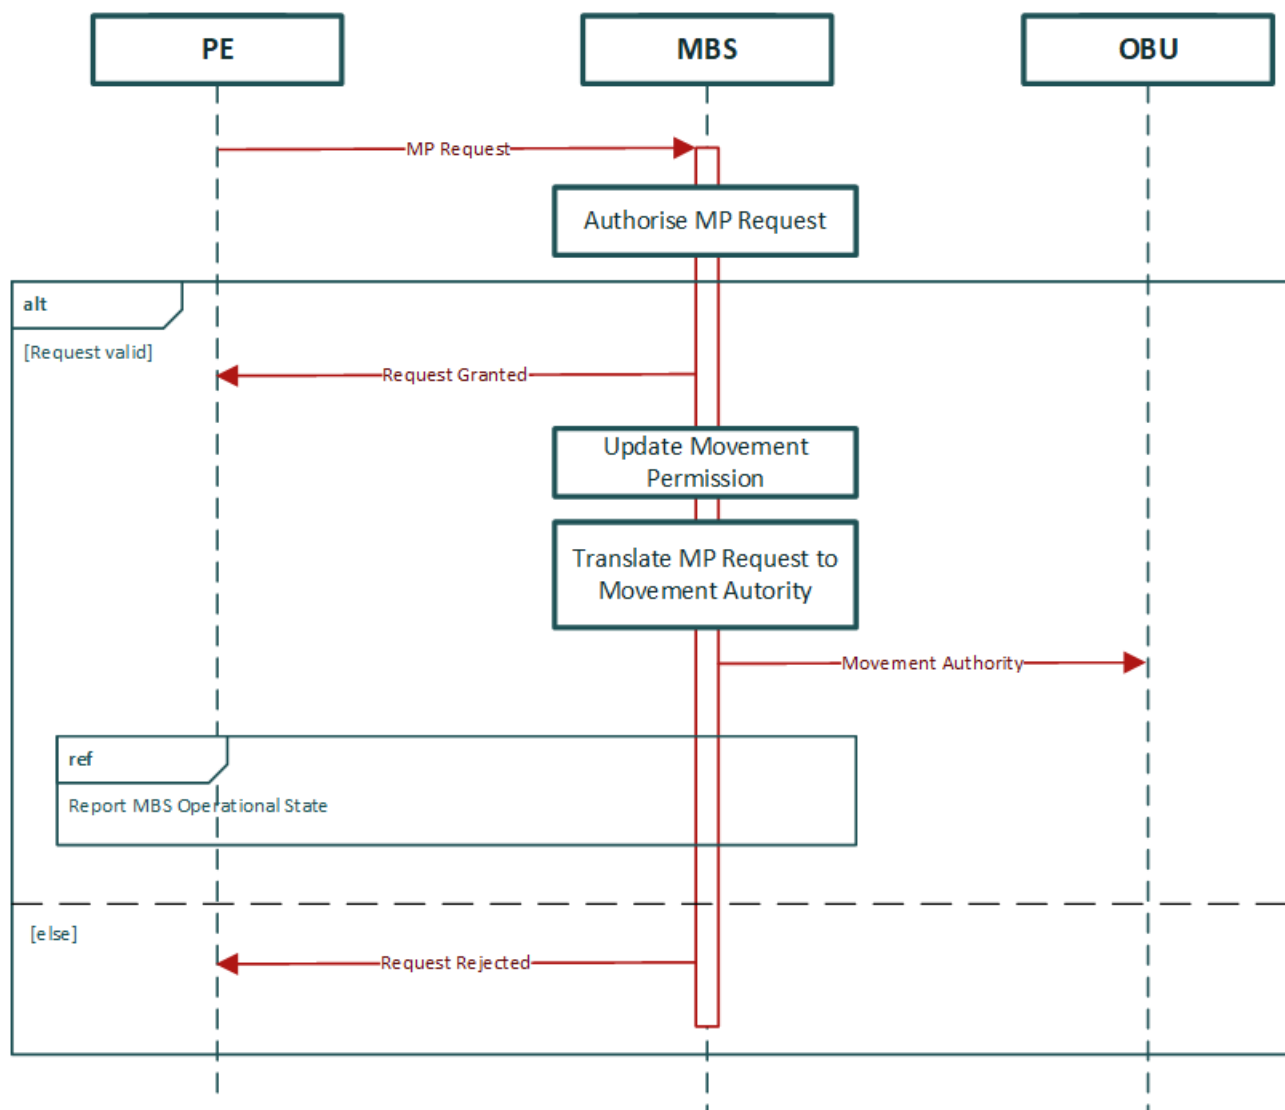 PE
MBS
OBU
MP Request
Authorise MP Request
alt
[Request valid]
Request Granted
Update Movement
Permission
Translate MP Request to
Movement Autority
Movement Authority
ref
Report MBS Operational State
[else]
Request Rejected